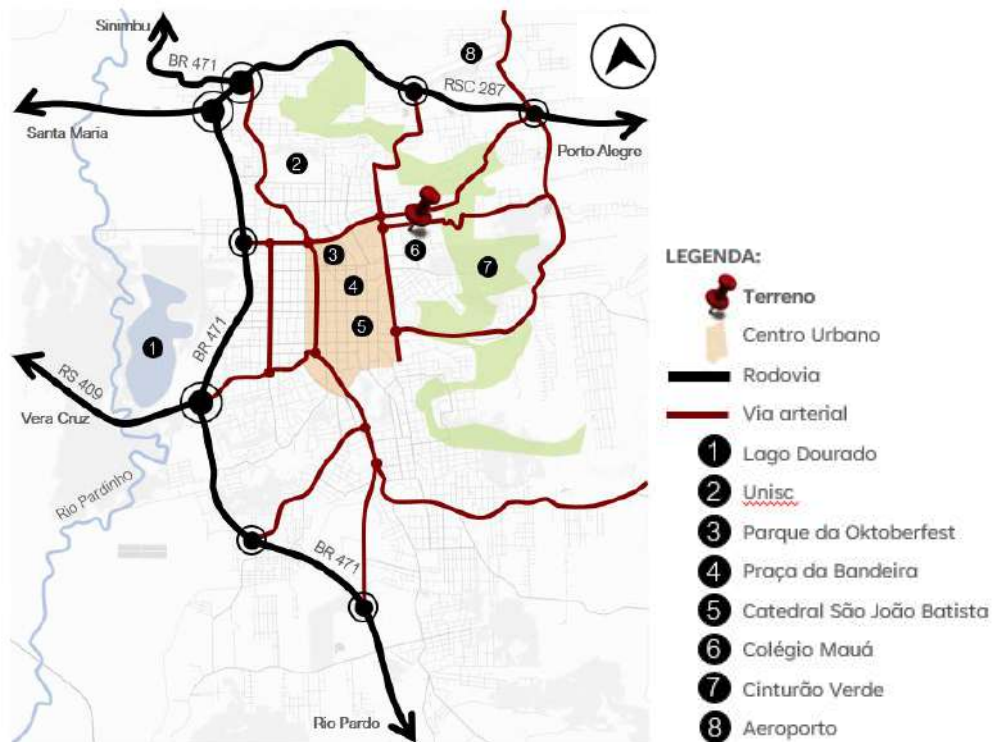 Sinimbu
BR 471
8
RSC 287
Santa Maria
Porto Alegre
2
3
6
7
4
5
1
BR 471
RS 409
Vera Cruz
Rio Pardinho
BR 471
Rio Pardo
LEGENDA:
Terreno
Centro Urbano
Rodovia
Via arterial
1 Lago Dourado
2 Unisc
3 Parque da Oktoberfest
4 Praça da Bandeira
5 Catedral São João Batista
6 Colégio Mauá
7 Cinturão Verde
8 Aeroporto